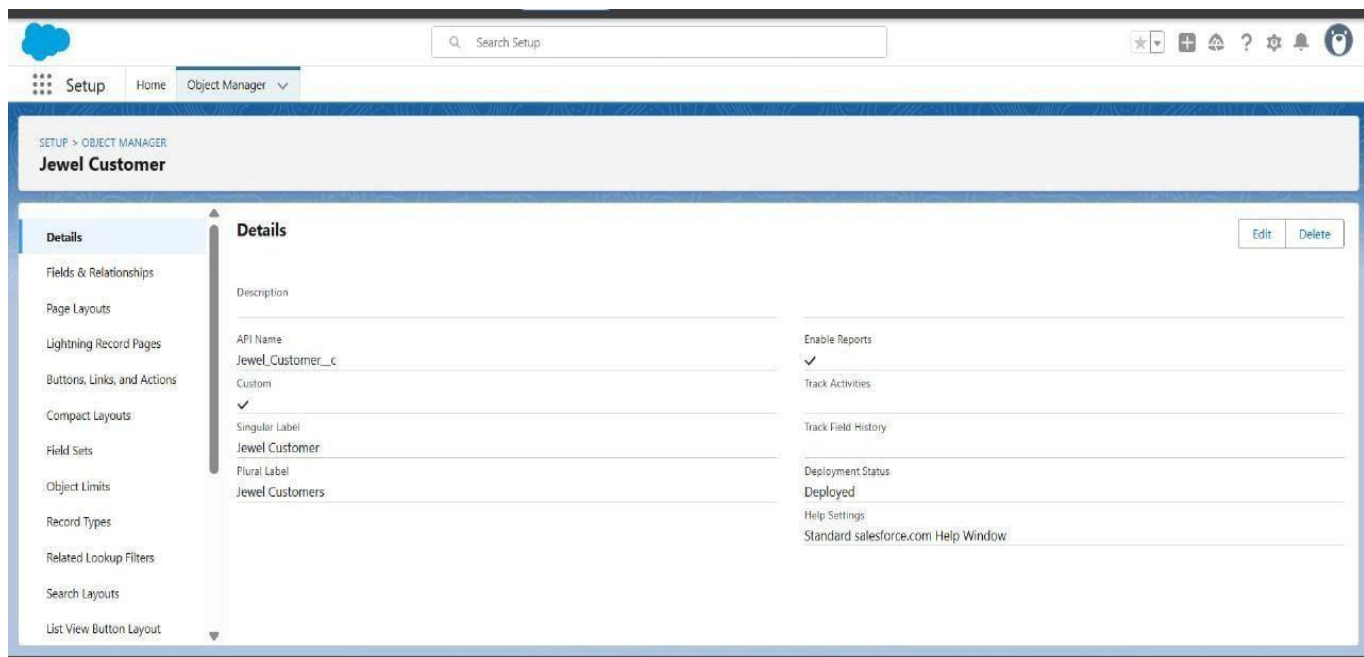 Search Setup
Setup Home Object Manager
SETUP > OBJECT MANAGER
Jewel Customer
Details
Fields & Relationships
Page Layouts
Lightning Record Pages
Buttons, Links, and Actions
Compact Layouts
Field Sets
Object Limits
Record Types
Related Lookup Filters
Search Layouts
List View Button Layout
Details
Edit Delete
Description
API Name
Jewel_Customer__c
Custom
Singular Label
Jewel Customer
Plural Label
Jewel Customers
Enable Reports
Track Activities
Track Field History
Deployment Status
Deployed
Help Settings
Standard salesforce.com Help Window